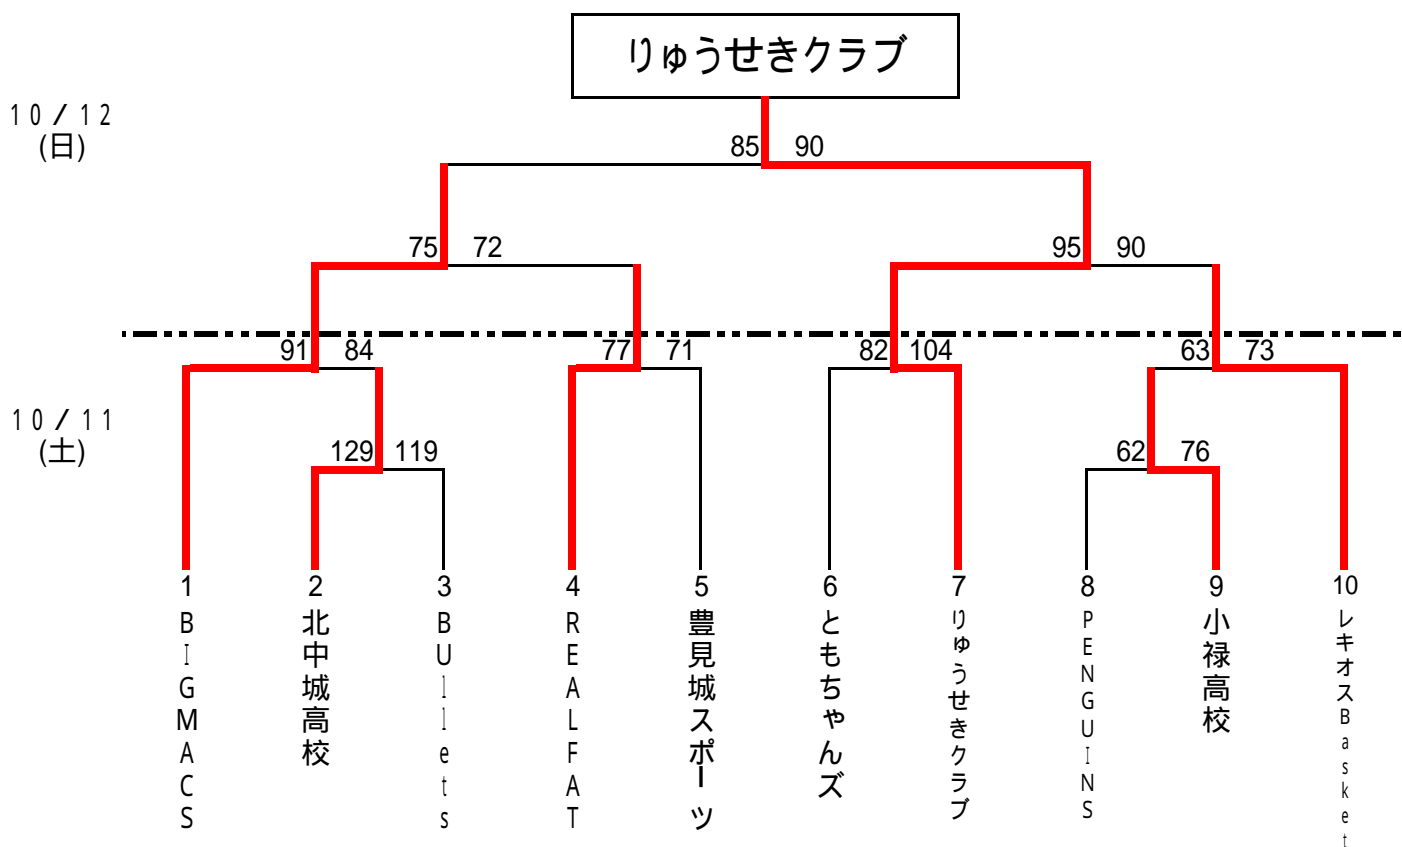 りゅうせきクラブ
10/12
(日)
85 90
75 72
95 90
91 84
77 71
82 104
63 73
10/11
(土)
129 119
62 76
1 2 3 4 5 6 7 8 9 10
BIGMACS
北中城高校
BUllets
REALFAT
豊見城スポーツ
ともちゃんズ
りゅうせきクラブ
PENGUINS
小禄高校
レキオスBasket